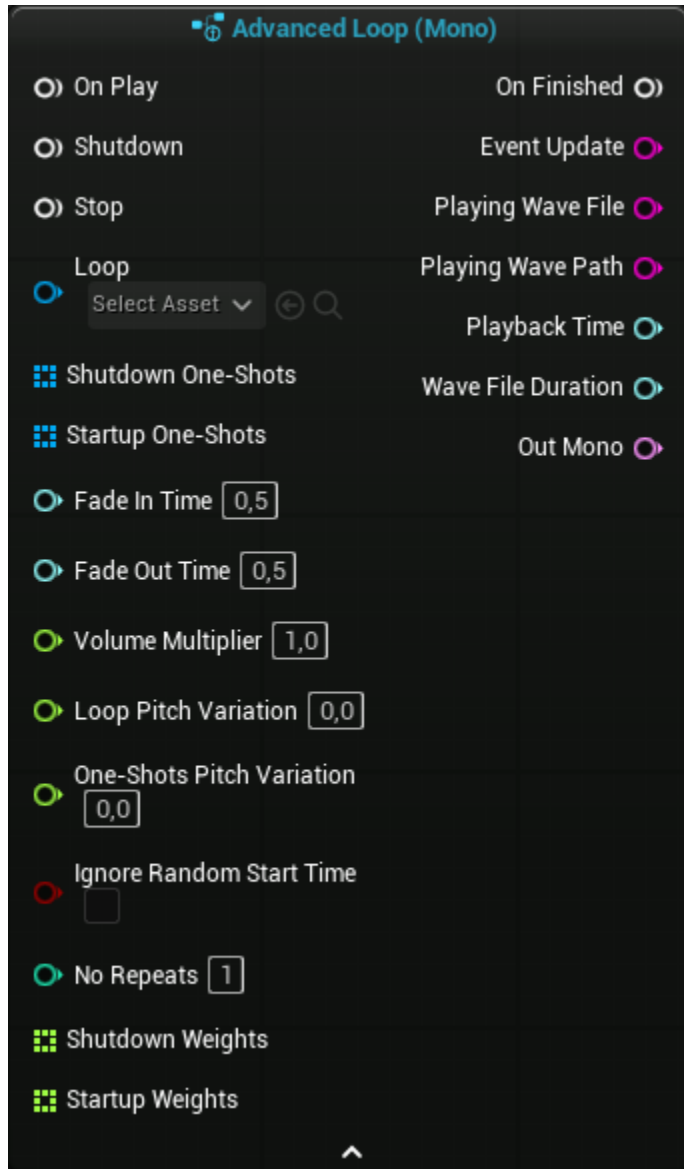 Advanced Loop (Mono)
On Play
On Finished
Shutdown
Event Update
Stop
Playing Wave File
Loop
Select Asset
Playing Wave Path
Playback Time
Shutdown One-Shots
Wave File Duration
Startup One-Shots
Out Mono
Fade In Time 0,5
Fade Out Time 0,5
Volume Multiplier 1,0
Loop Pitch Variation 0,0
One-Shots Pitch Variation
0,0
Ignore Random Start Time
No Repeats 1
Shutdown Weights
Startup Weights